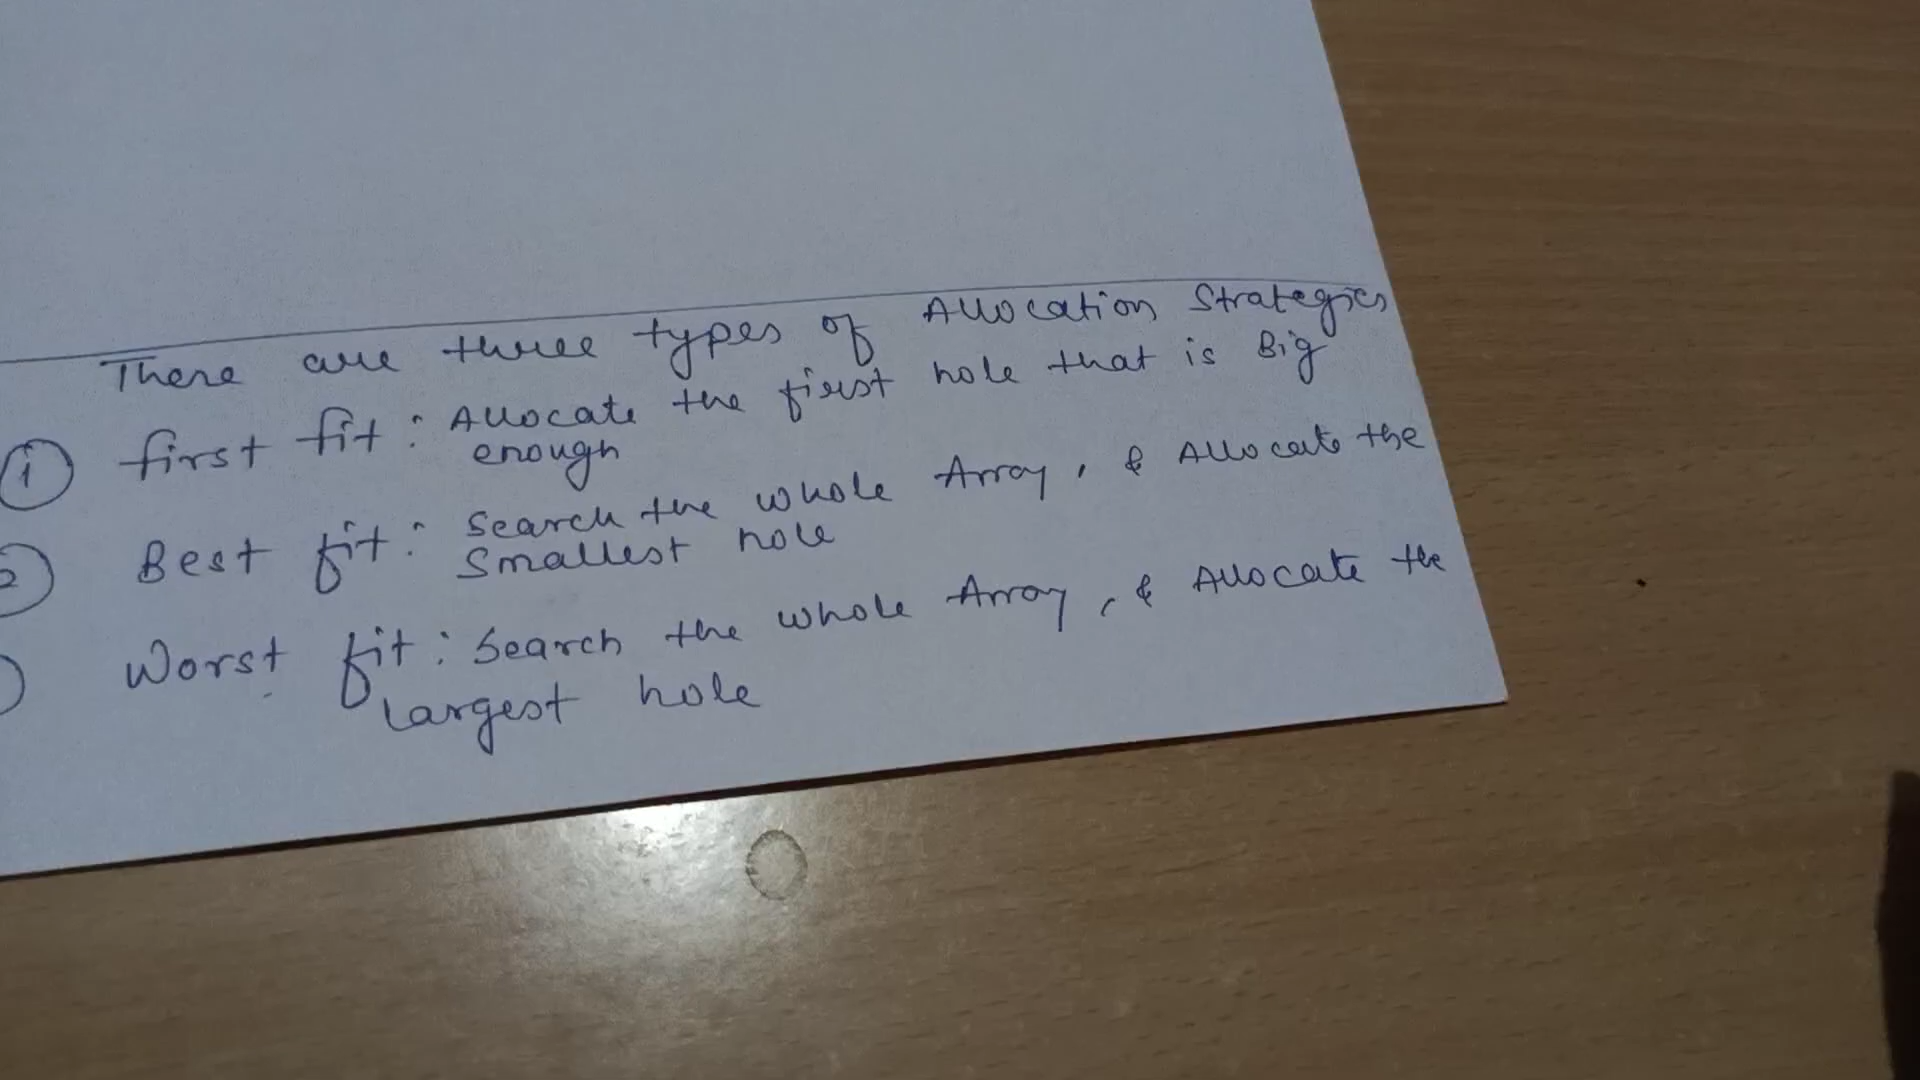 There are three types of Allocation Strategies
① first fit : Allocate the first hole that is Big
enough
② Best fit : Search the whole Array, & Allocate the
Smallest hole
Worst fit : Search the whole Array, & Allocate the
Largest hole